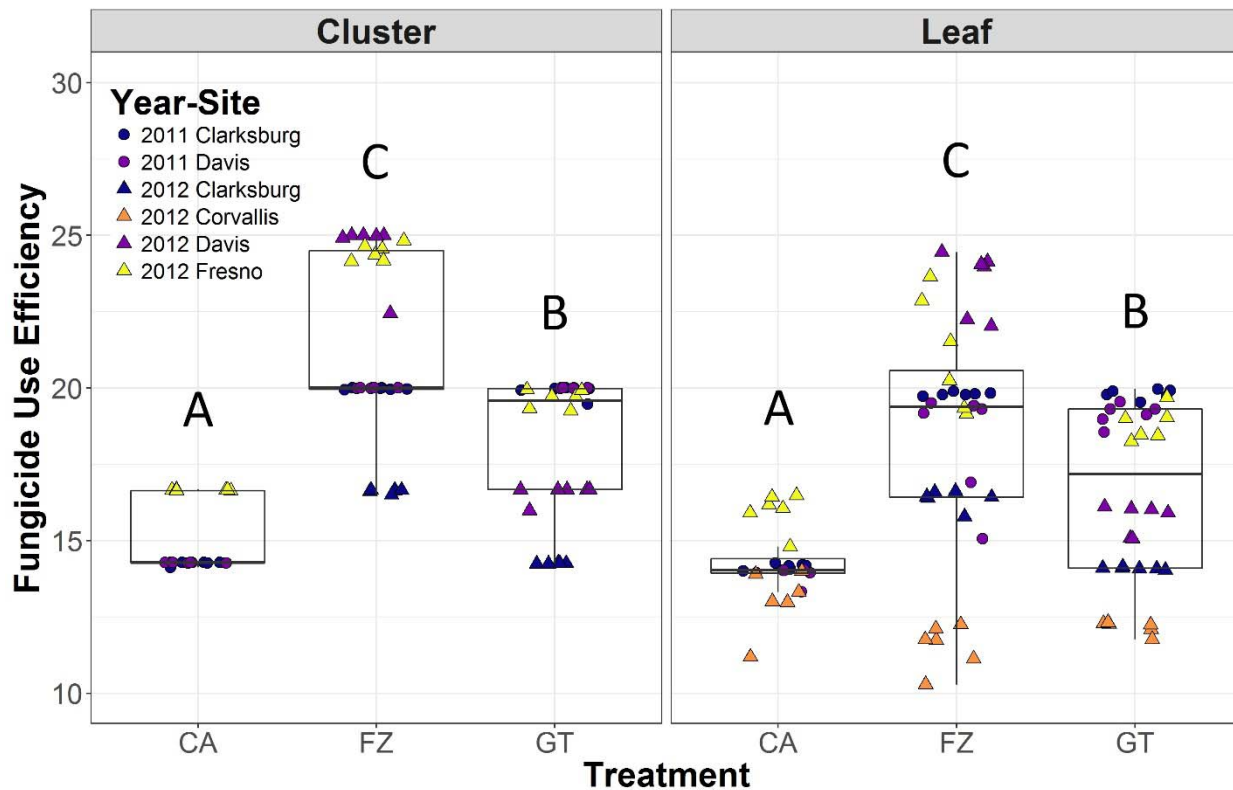 Cluster
Leaf
Fungicide Use Efficiency
30
25
20
15
10
Year-Site
2011 Clarksburg
2011 Davis
2012 Clarksburg
2012 Corvallis
2012 Davis
2012 Fresno
A
C
B
A
C
B
CA
FZ
GT
CA
FZ
GT
Treatment